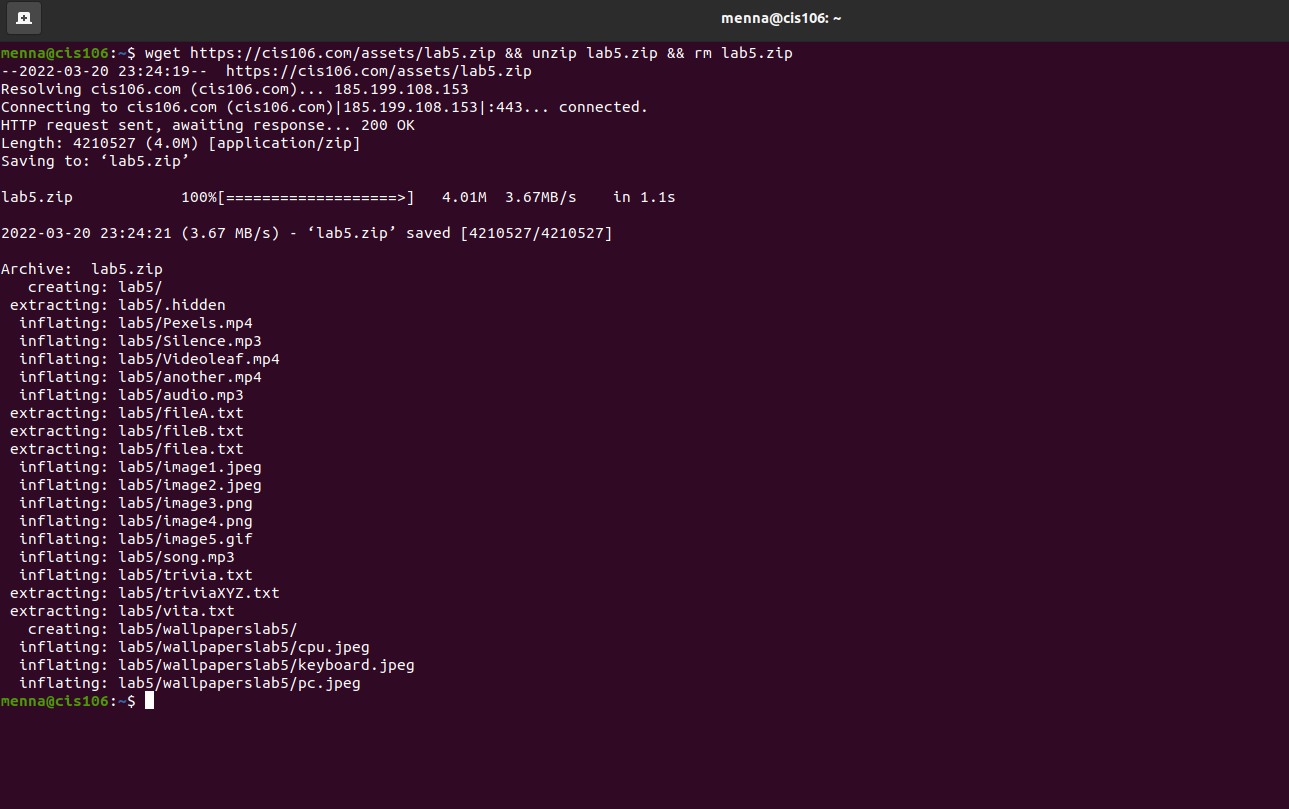 menna@cis106: ~
menna@cis106:~$ wget https://cis106.com/assets/lab5.zip && unzip lab5.zip && rm lab5.zip
--2022-03-20 23:24:19--  https://cis106.com/assets/lab5.zip
Resolving cis106.com (cis106.com)... 185.199.108.153
Connecting to cis106.com (cis106.com)|185.199.108.153|:443... connected.
HTTP request sent, awaiting response... 200 OK
Length: 4210527 (4.0M) [application/zip]
Saving to: ‘lab5.zip’
lab5.zip            100%[===================>]   4.01M  3.67MB/s    in 1.1s
2022-03-20 23:24:21 (3.67 MB/s) - ‘lab5.zip’ saved [4210527/4210527]
Archive:  lab5.zip
   creating: lab5/
 extracting: lab5/.hidden
  inflating: lab5/Pexels.mp4
  inflating: lab5/Silence.mp3
  inflating: lab5/Videoleaf.mp4
  inflating: lab5/another.mp4
  inflating: lab5/audio.mp3
 extracting: lab5/fileA.txt
 extracting: lab5/fileB.txt
 extracting: lab5/filea.txt
  inflating: lab5/image1.jpeg
  inflating: lab5/image2.jpeg
  inflating: lab5/image3.png
  inflating: lab5/image4.png
  inflating: lab5/image5.gif
  inflating: lab5/song.mp3
  inflating: lab5/trivia.txt
 extracting: lab5/triviaXYZ.txt
 extracting: lab5/vita.txt
   creating: lab5/wallpaperslab5/
  inflating: lab5/wallpaperslab5/cpu.jpeg
  inflating: lab5/wallpaperslab5/keyboard.jpeg
  inflating: lab5/wallpaperslab5/pc.jpeg
menna@cis106:~$